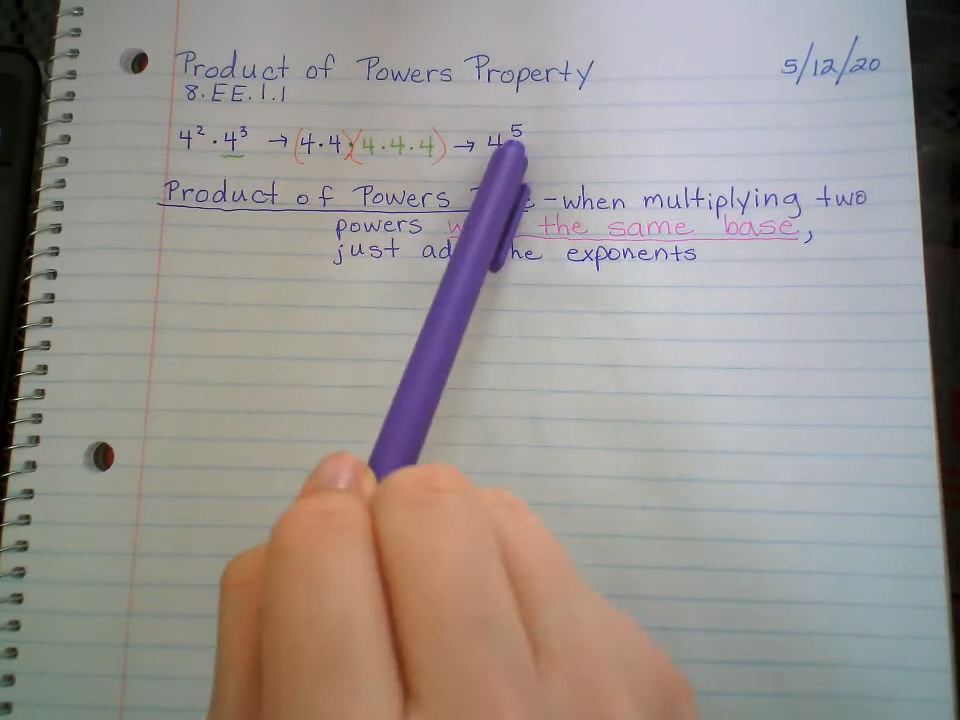 Product of Powers Property 5/12/20
8.EE.1.1
4² · 4³ → (4·4)·(4·4·4) → 4⁵
Product of Powers - when multiplying two
powers the same base,
just exponents